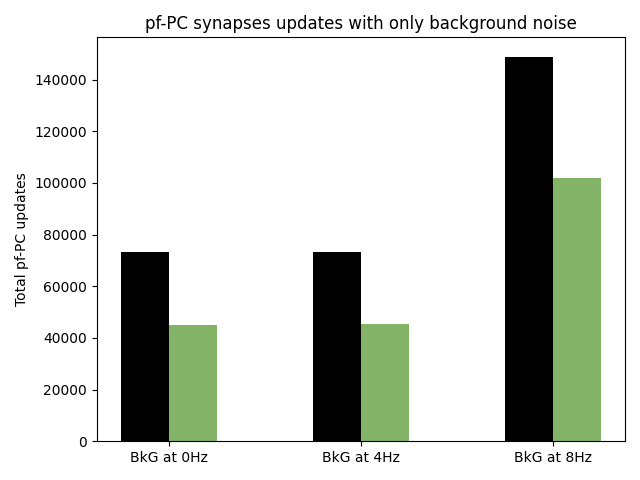 pf-PC synapses updates with only background noise
Total pf-PC updates
140000
120000
100000
80000
60000
40000
20000
0
BkG at 0Hz
BkG at 4Hz
BkG at 8Hz